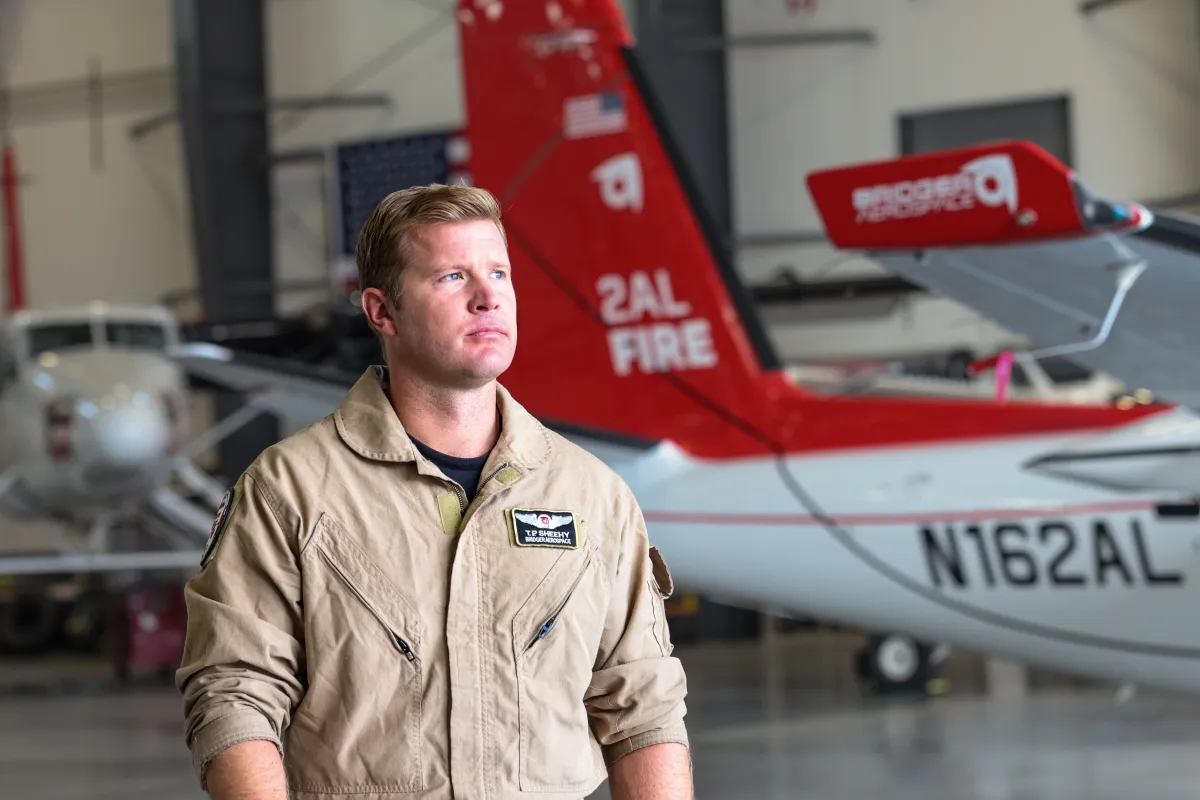 2AL
FIRE
BRIDGER
AEROSPACE
T.P. SHEEHY
BRIDGER AEROSPACE
N162AL